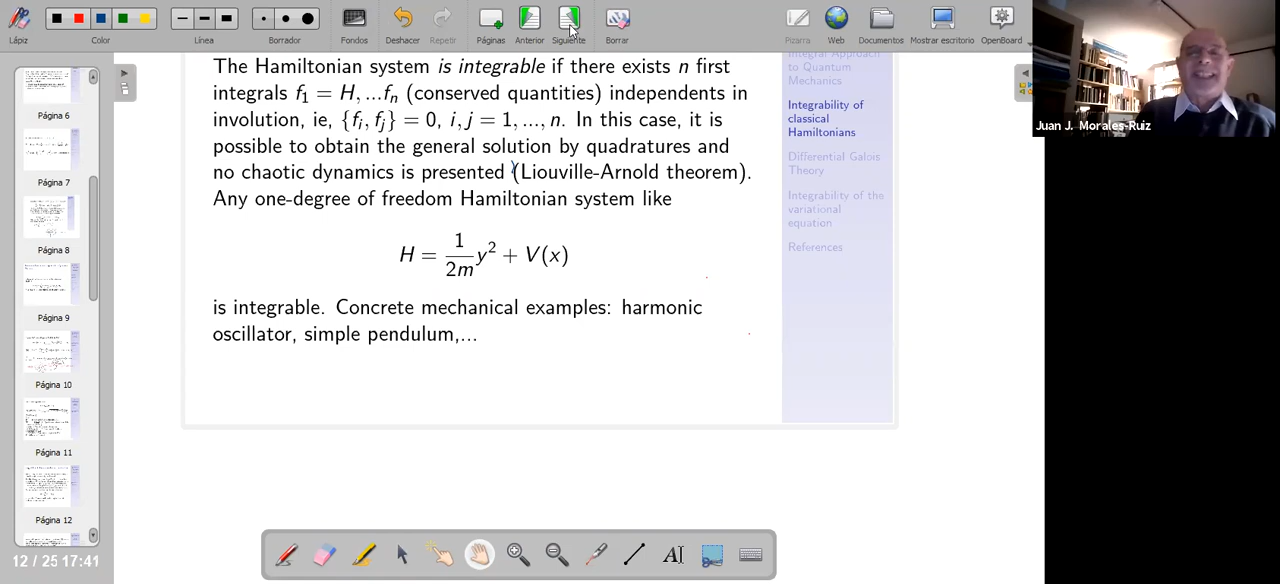 Lápiz
Color
Línea
Borrador
Fondos
Deshacer
Repetir
Páginas
Anterior
Siguiente
Borrar
Pizarra
Web
Documentos
Mostrar escritorio
OpenBoard
Página 6
Página 7
Página 8
Página 9
Página 10
Página 11
Página 12
12 / 25 17:41
The Hamiltonian system is integrable if there exists n first
integrals f₁ = H, ...fₙ (conserved quantities) independents in
involution, ie, {fᵢ, fⱼ} = 0, i, j = 1, ..., n. In this case, it is
possible to obtain the general solution by quadratures and
no chaotic dynamics is presented (Liouville-Arnold theorem).
Any one-degree of freedom Hamiltonian system like
H = 1/2m y² + V(x)
is integrable. Concrete mechanical examples: harmonic
oscillator, simple pendulum,...
Integral Approach
to Quantum
Mechanics
Integrability of
classical
Hamiltonians
Differential Galois
Theory
Integrability of the
variational
equation
References
Juan J. Morales-Ruiz